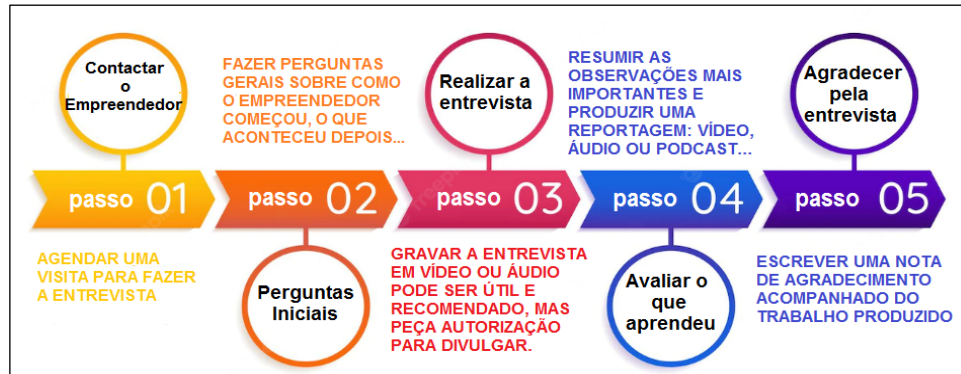 Contactar
o
Empreendedor
passo 01
AGENDAR UMA
VISITA PARA FAZER
A ENTREVISTA
FAZER PERGUNTAS
GERAIS SOBRE COMO
O EMPREENDEDOR
COMEÇOU, O QUE
ACONTECEU DEPOIS...
passo 02
Perguntas
Iniciais
Realizar a
entrevista
passo 03
GRAVAR A ENTREVISTA
EM VÍDEO OU ÁUDIO
PODE SER ÚTIL E
RECOMENDADO, MAS
PEÇA AUTORIZAÇÃO
PARA DIVULGAR.
RESUMIR AS
OBSERVAÇÕES MAIS
IMPORTANTES E
PRODUZIR UMA
REPORTAGEM: VÍDEO,
ÁUDIO OU PODCAST...
passo 04
Avaliar o
que
aprendeu
Agradecer
pela
entrevista
passo 05
ESCREVER UMA NOTA
DE AGRADECIMENTO
ACOMPANHADO DO
TRABALHO PRODUZIDO